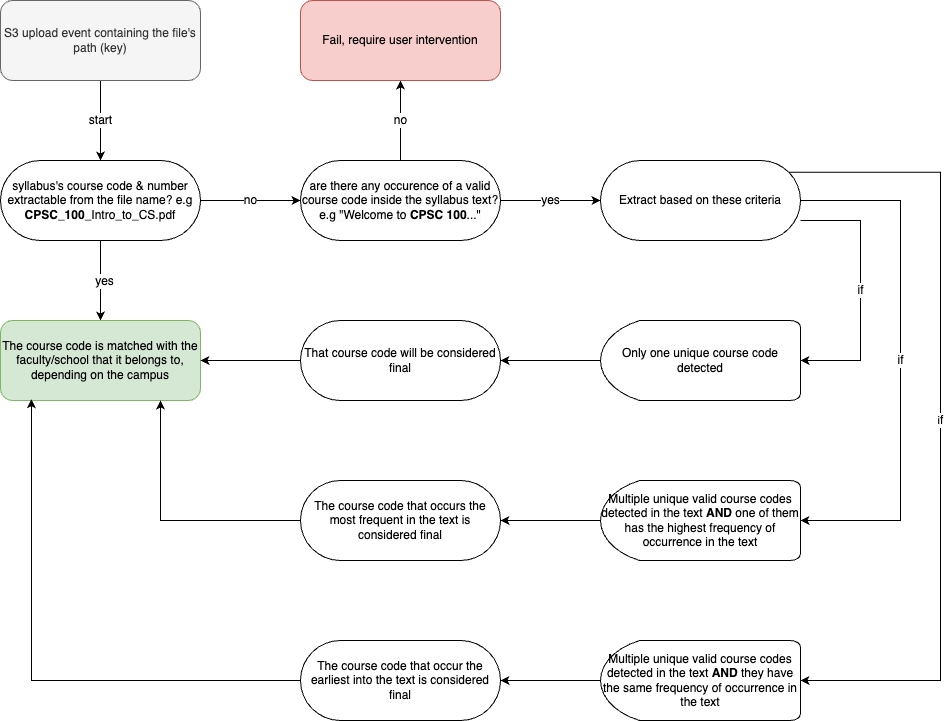 S3 upload event containing the file's
path (key)
Fail, require user intervention
start
no
syllabus's course code & number
extractable from the file name? e.g
CPSC_100_Intro_to_CS.pdf
no
are there any occurence of a valid
course code inside the syllabus text?
e.g "Welcome to CPSC 100..."
yes
Extract based on these criteria
yes
if
The course code is matched with the
faculty/school that it belongs to,
depending on the campus
That course code will be considered
final
Only one unique course code
detected
if
if
The course code that occurs the
most frequent in the text is
considered final
Multiple unique valid course codes
detected in the text AND one of them
has the highest frequency of
occurrence in the text
The course code that occur the
earliest into the text is considered
final
Multiple unique valid course codes
detected in the text AND they have
the same frequency of occurrence in
the text